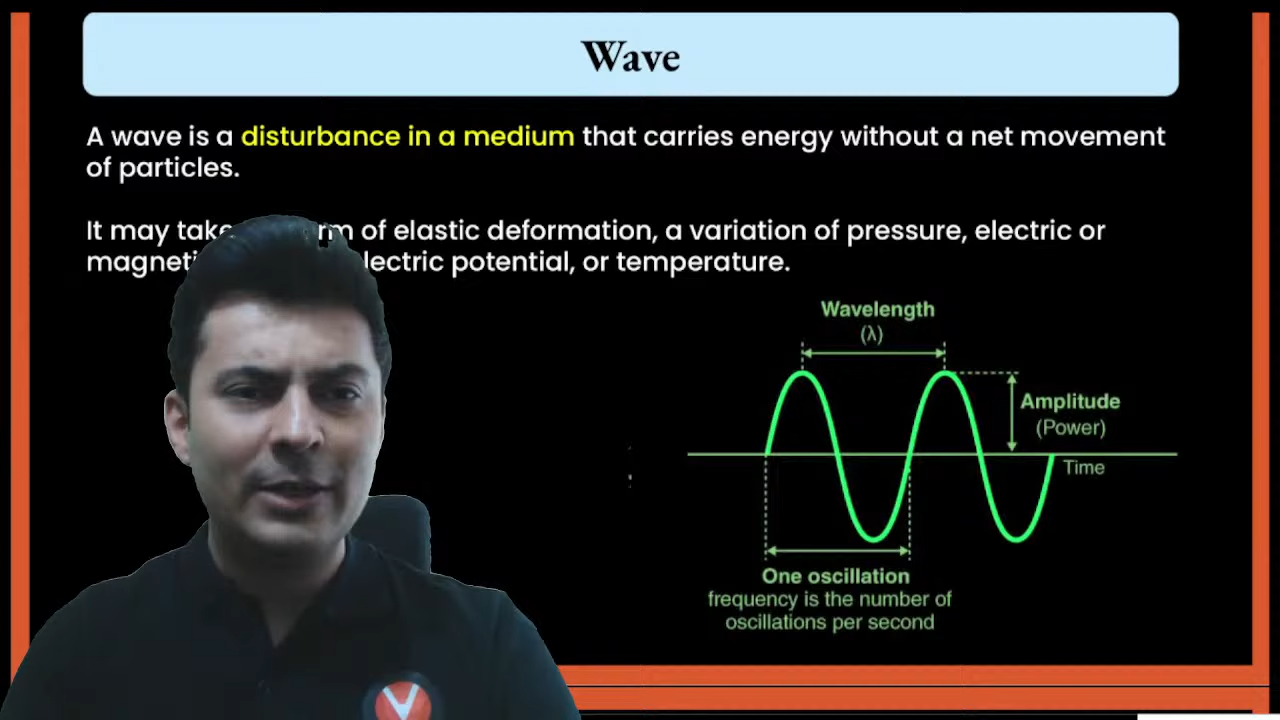 Wave
A wave is a disturbance in a medium that carries energy without a net movement
of particles.
It may take of elastic deformation, a variation of pressure, electric or
electric potential, or temperature.
Wavelength
(λ)
Amplitude
(Power)
Time
One oscillation
frequency is the number of
oscillations per second